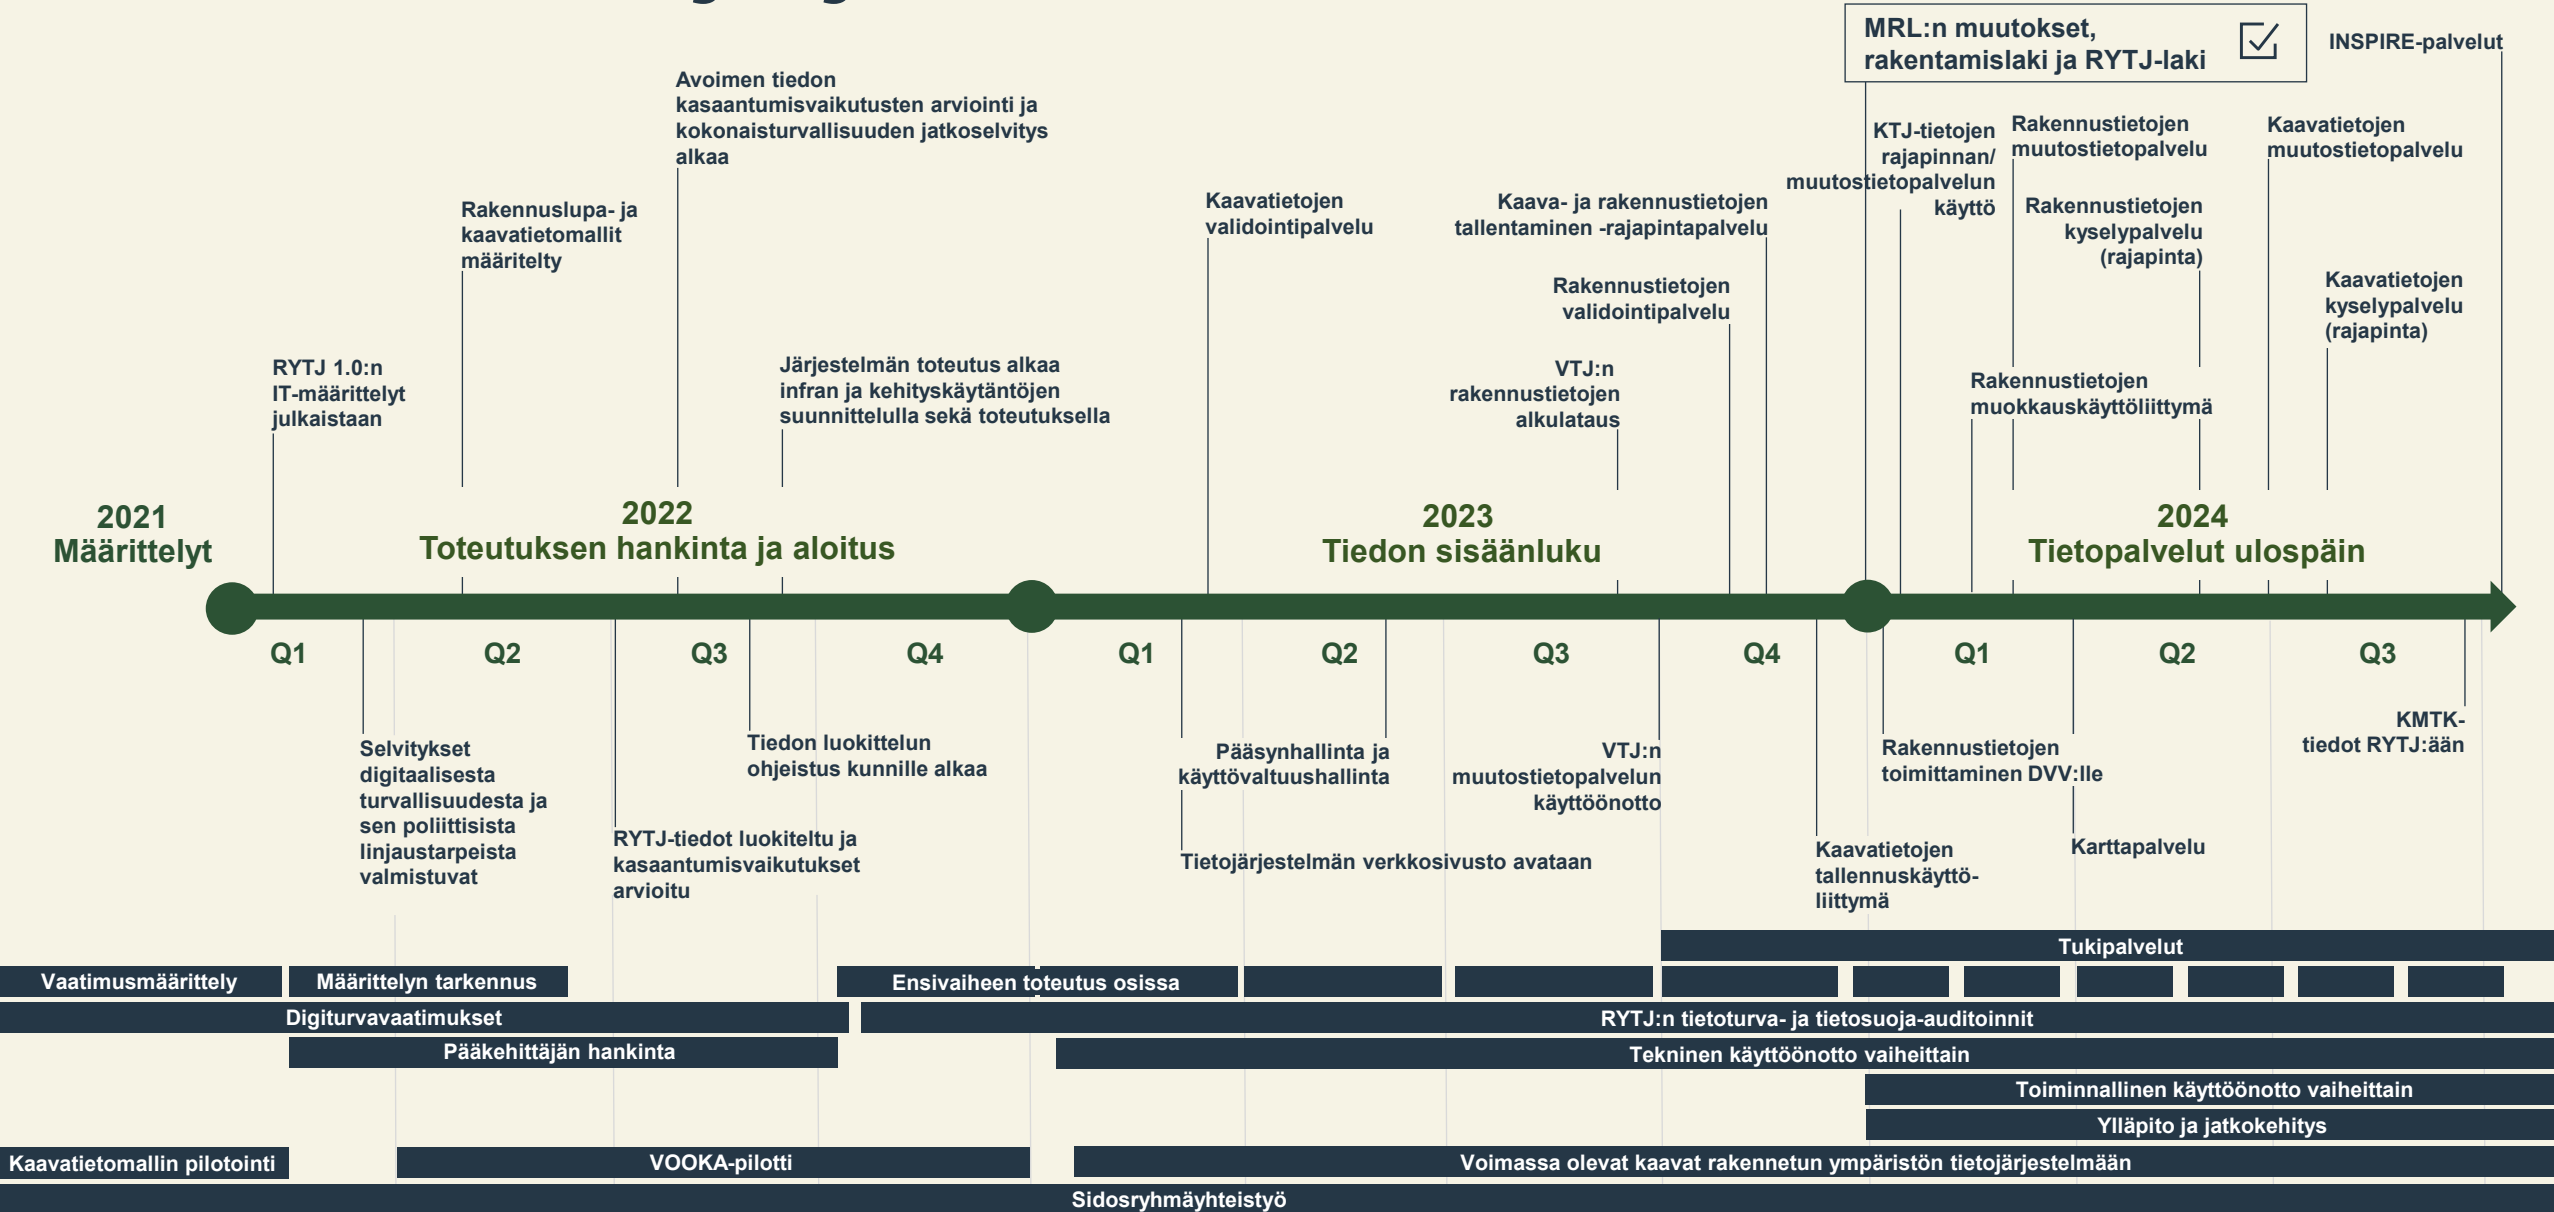 MRL:n muutokset,
rakentamislaki ja RYTJ-laki
INSPIRE-palvelut
Avoimen tiedon
kasaantumisvaikutusten arviointi ja
kokonaisturvallisuuden jatkoselvitys
alkaa
KTJ-tietojen
rajapinnan/
muutostietopalvelun
käyttö
Rakennustietojen
muutostietopalvelu
Kaavatietojen
muutostietopalvelu
Rakennuslupa- ja
kaavatietomallit
määritelty
Kaavatietojen
validointipalvelu
Kaava- ja rakennustietojen
tallentaminen -rajapintapalvelu
Rakennustietojen
kyselypalvelu
(rajapinta)
Rakennustietojen
validointipalvelu
Kaavatietojen
kyselypalvelu
(rajapinta)
RYTJ 1.0:n
IT-määrittelyt
julkaistaan
Järjestelmän toteutus alkaa
infran ja kehityskäytäntöjen
suunnittelulla sekä toteutuksella
VTJ:n
rakennustietojen
alkulataus
Rakennustietojen
muokkauskäyttöliittymä
2021
Määrittelyt
2022
Toteutuksen hankinta ja aloitus
2023
Tiedon sisäänluku
2024
Tietopalvelut ulospäin
Q1
Q2
Q3
Q4
Q1
Q2
Q3
Q4
Q1
Q2
Q3
Selvitykset
digitaalisesta
turvallisuudesta ja
sen poliittisista
linjaustarpeista
valmistuvat
Tiedon luokittelun
ohjeistus kunnille alkaa
RYTJ-tiedot luokiteltu ja
kasaantumisvaikutukset
arvioitu
Pääsynhallinta ja
käyttövaltuushallinta
Tietojärjestelmän verkkosivusto avataan
VTJ:n
muutostietopalvelun
käyttöönotto
Kaavatietojen
tallennuskäyttö-
liittymä
Rakennustietojen
toimittaminen DVV:lle
Karttapalvelu
KMTK-
tiedot RYTJ:ään
Tukipalvelut
Vaatimusmäärittely
Määrittelyn tarkennus
Ensivaiheen toteutus osissa
Digiturvavaatimukset
RYTJ:n tietoturva- ja tietosuoja-auditoinnit
Pääkehittäjän hankinta
Tekninen käyttöönotto vaiheittain
Toiminnallinen käyttöönotto vaiheittain
Ylläpito ja jatkokehitys
Kaavatietomallin pilotointi
VOOKA-pilotti
Voimassa olevat kaavat rakennetun ympäristön tietojärjestelmään
Sidosryhmäyhteistyö